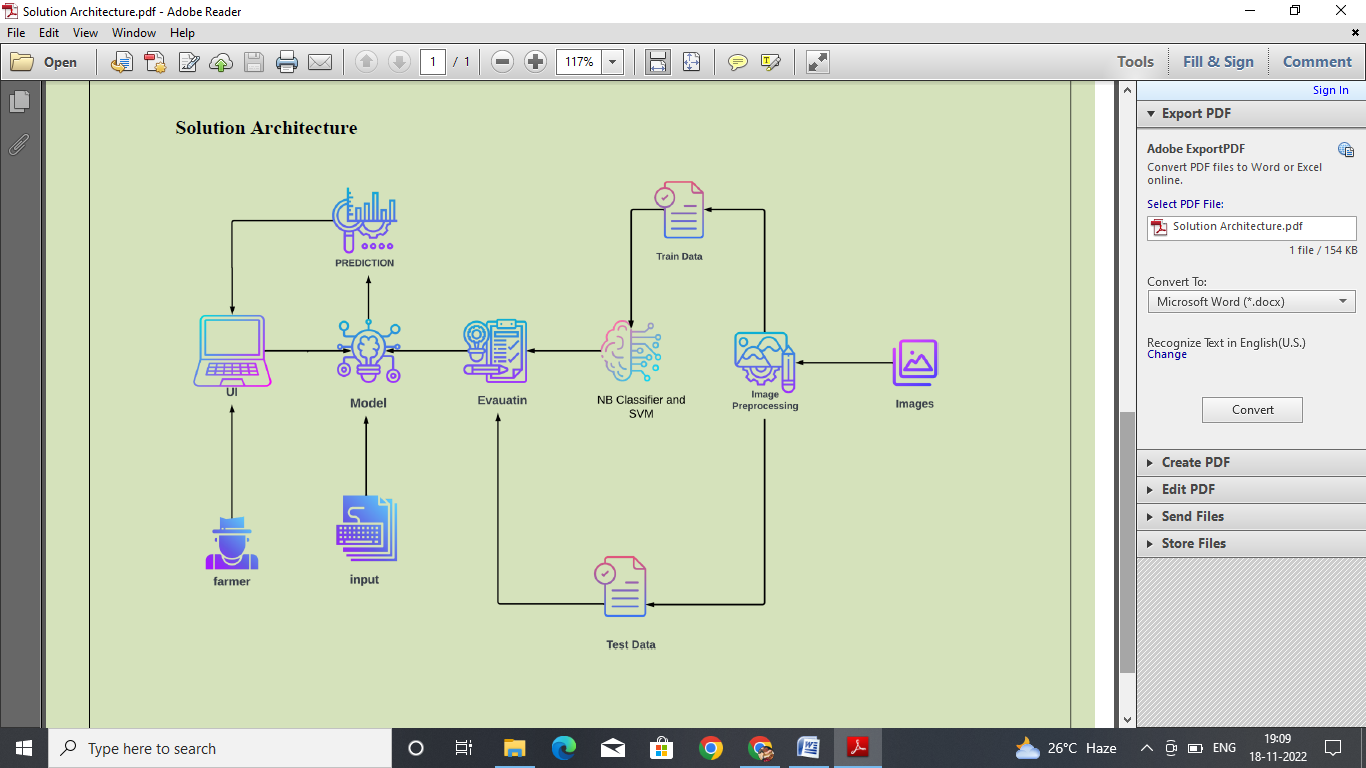 Solution Architecture.pdf - Adobe Reader
File Edit View Window Help
Open
1 / 1
117%
Tools
Fill & Sign
Comment
Sign In
Export PDF
Adobe ExportPDF
Convert PDF files to Word or Excel
online.
Select PDF File:
Solution Architecture.pdf
1 file / 154 KB
Convert To:
Microsoft Word (*.docx)
Recognize Text in English(U.S.)
Change
Convert
Create PDF
Edit PDF
Send Files
Store Files
Solution Architecture
PREDICTION
Train Data
UI
Model
Evauatin
NB Classifier and
SVM
Image
Preprocessing
Images
farmer
input
Test Data
Type here to search
26°C Haze
ENG
19:09
18-11-2022